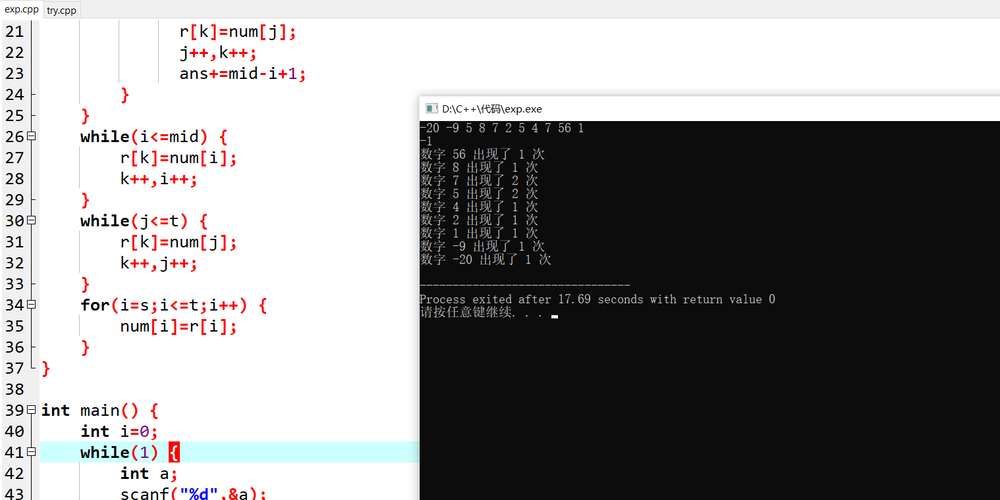 exp.cpp try.cpp
21 r[k]=num[j];
22 j++,k++;
23 ans+=mid-i+1;
24 }
25 }
26 while(i<=mid) {
27 r[k]=num[i];
28 k++,i++;
29 }
30 while(j<=t) {
31 r[k]=num[j];
32 k++,j++;
33 }
34 for(i=s;i<=t;i++) {
35 num[i]=r[i];
36 }
37 }
38
39 int main() {
40 int i=0;
41 while(1) {
42 int a;
43 scanf("%d",&a);
D:\C++\代码\exp.exe
-20 -9 5 8 7 2 5 4 7 56 1
-1
数字 56 出现了 1 次
数字 8 出现了 1 次
数字 7 出现了 2 次
数字 5 出现了 2 次
数字 4 出现了 1 次
数字 2 出现了 1 次
数字 1 出现了 1 次
数字 -9 出现了 1 次
数字 -20 出现了 1 次
--------------------------------
Process exited after 17.69 seconds with return value 0
请按任意键继续. . .